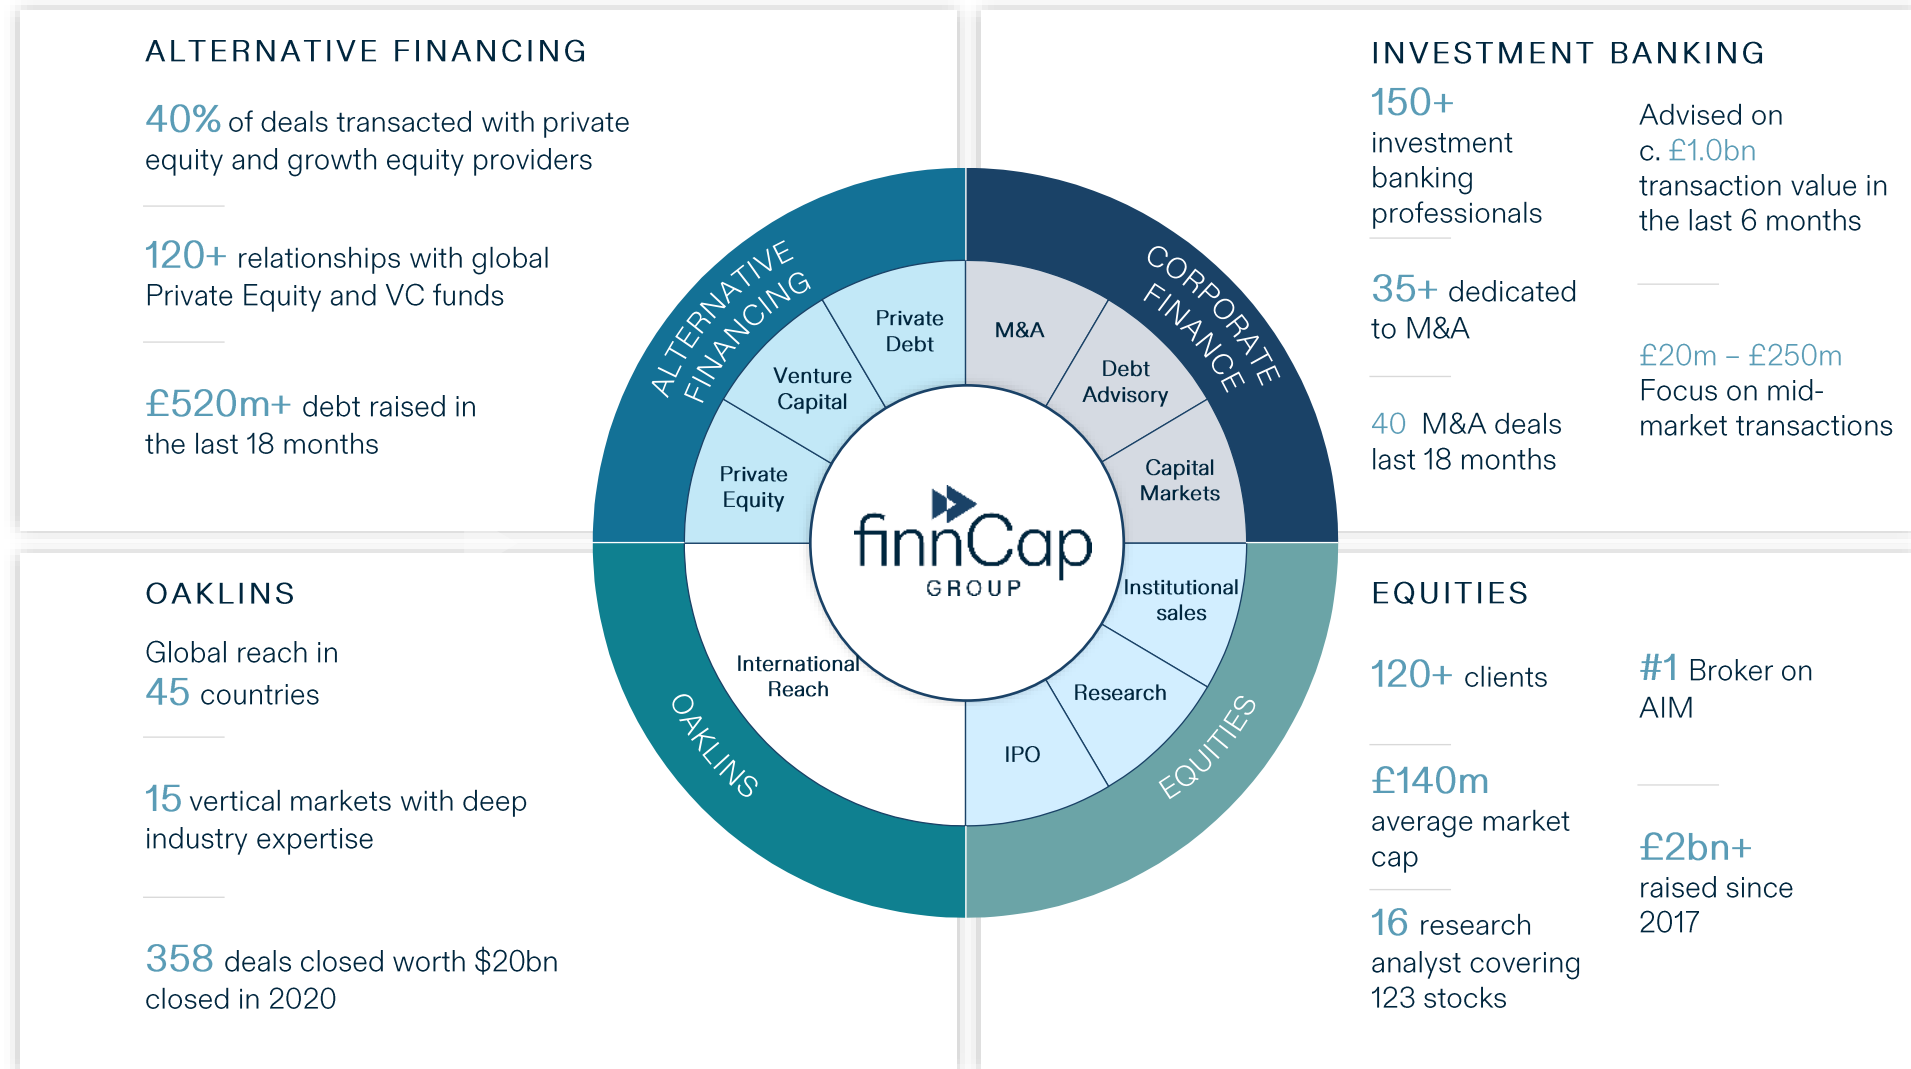 ALTERNATIVE FINANCING
40% of deals transacted with private
equity and growth equity providers
120+ relationships with global
Private Equity and VC funds
£520m+ debt raised in
the last 18 months
INVESTMENT BANKING
150+
investment
banking
professionals
35+ dedicated
to M&A
40 M&A deals
last 18 months
Advised on
c. £1.0bn
transaction value in
the last 6 months
£20m – £250m
Focus on mid-
market transactions
ALTERNATIVE
FINANCING
CORPORATE
FINANCE
Private
Debt
Venture
Capital
Private
Equity
M&A
Debt
Advisory
Capital
Markets
finnCap
GROUP
International
Reach
Institutional
sales
Research
IPO
OAKLINS
EQUITIES
OAKLINS
Global reach in
45 countries
15 vertical markets with deep
industry expertise
358 deals closed worth $20bn
closed in 2020
EQUITIES
120+ clients
£140m
average market
cap
16 research
analyst covering
123 stocks
#1 Broker on
AIM
£2bn+
raised since
2017